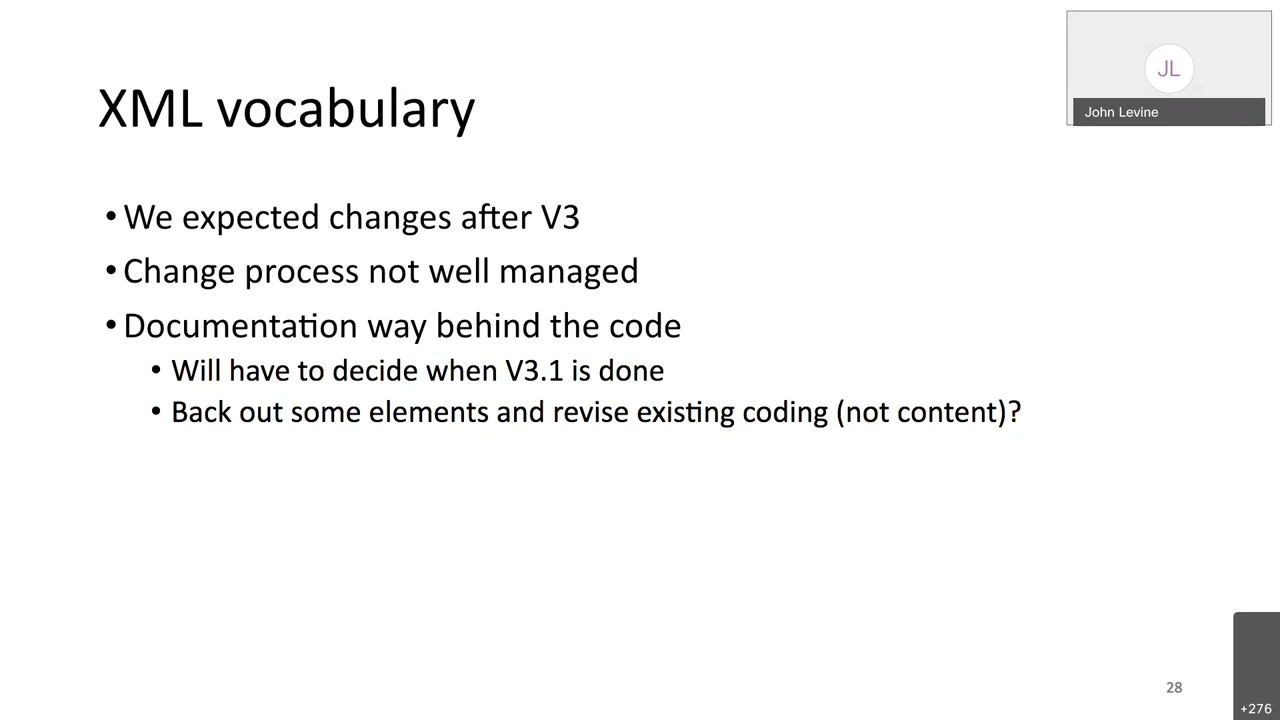 JL
John Levine
XML vocabulary
• We expected changes after V3
• Change process not well managed
• Documentation way behind the code
• Will have to decide when V3.1 is done
• Back out some elements and revise existing coding (not content)?
28
+276